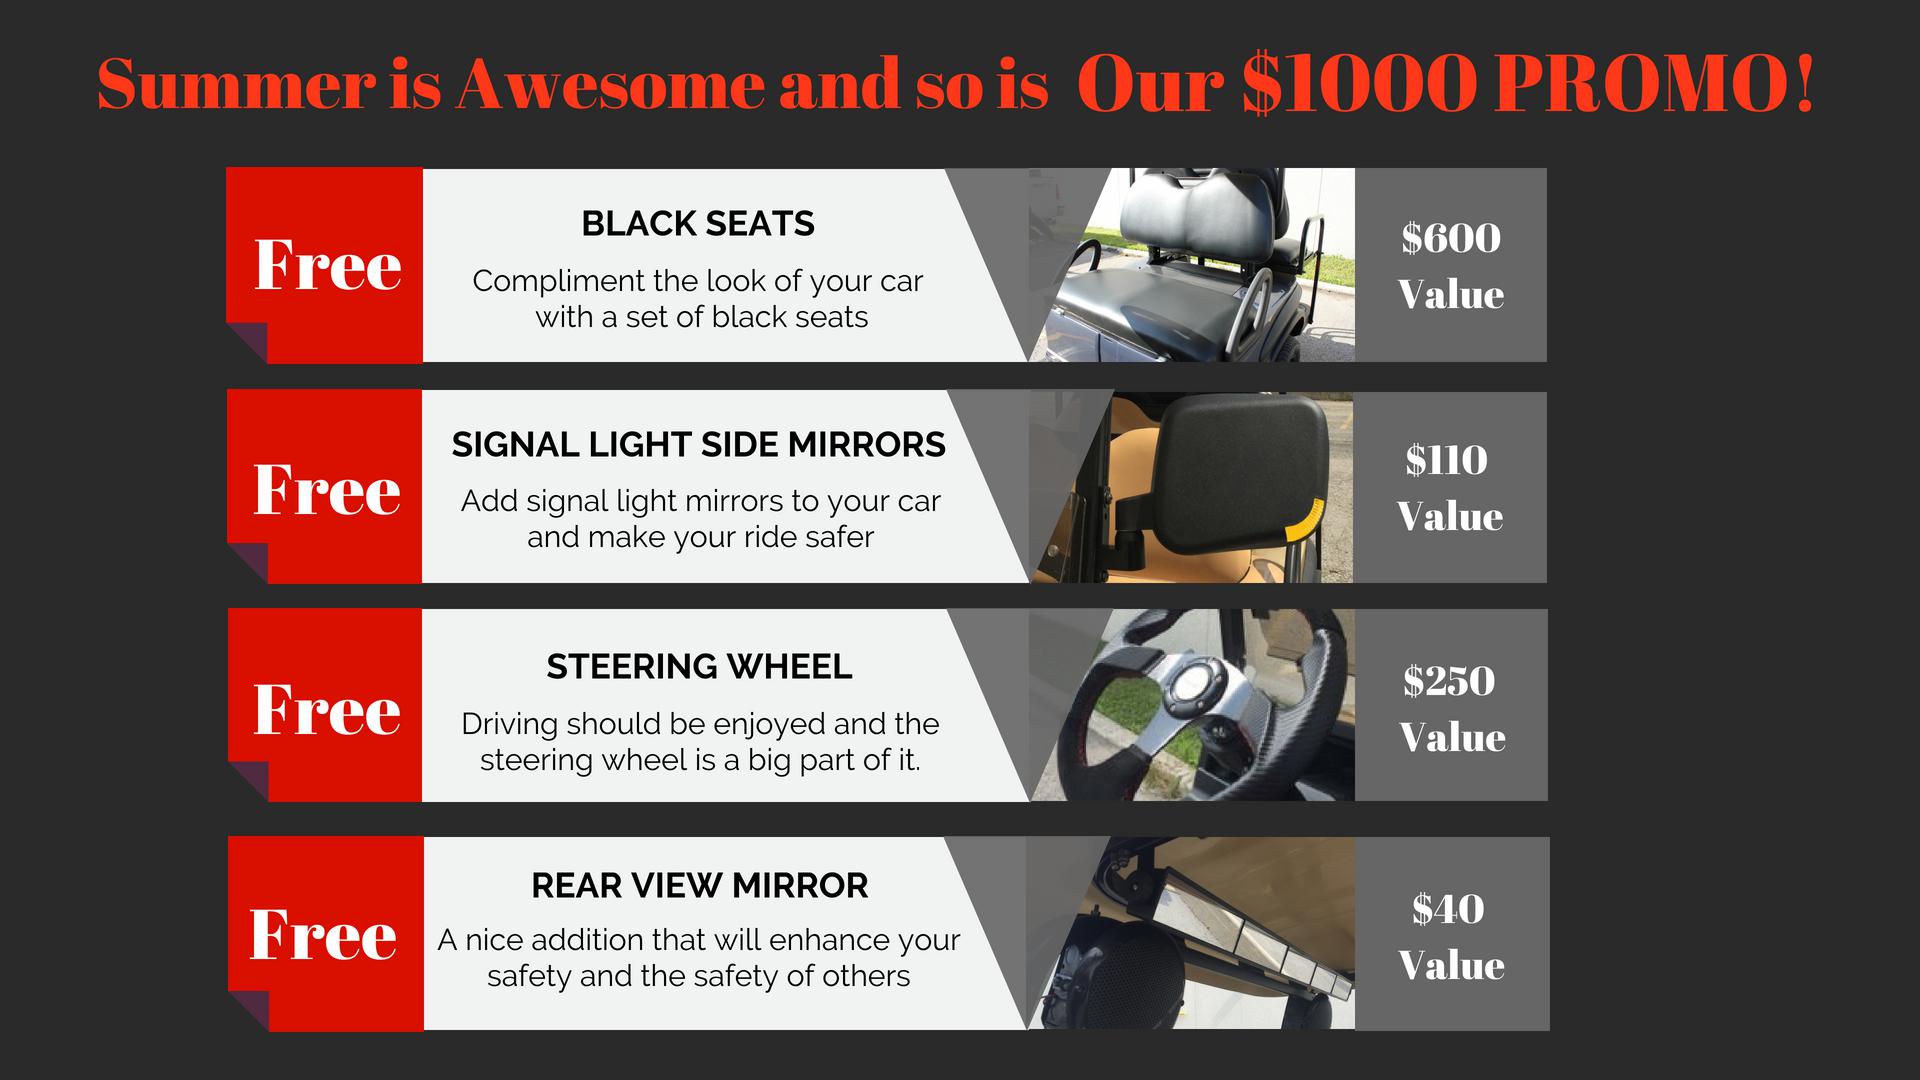 Summer is Awesome and so is Our $1000 PROMO!
Free
BLACK SEATS
Compliment the look of your car
with a set of black seats
$600
Value
Free
SIGNAL LIGHT SIDE MIRRORS
Add signal light mirrors to your car
and make your ride safer
$110
Value
Free
STEERING WHEEL
Driving should be enjoyed and the
steering wheel is a big part of it.
$250
Value
Free
REAR VIEW MIRROR
A nice addition that will enhance your
safety and the safety of others
$40
Value